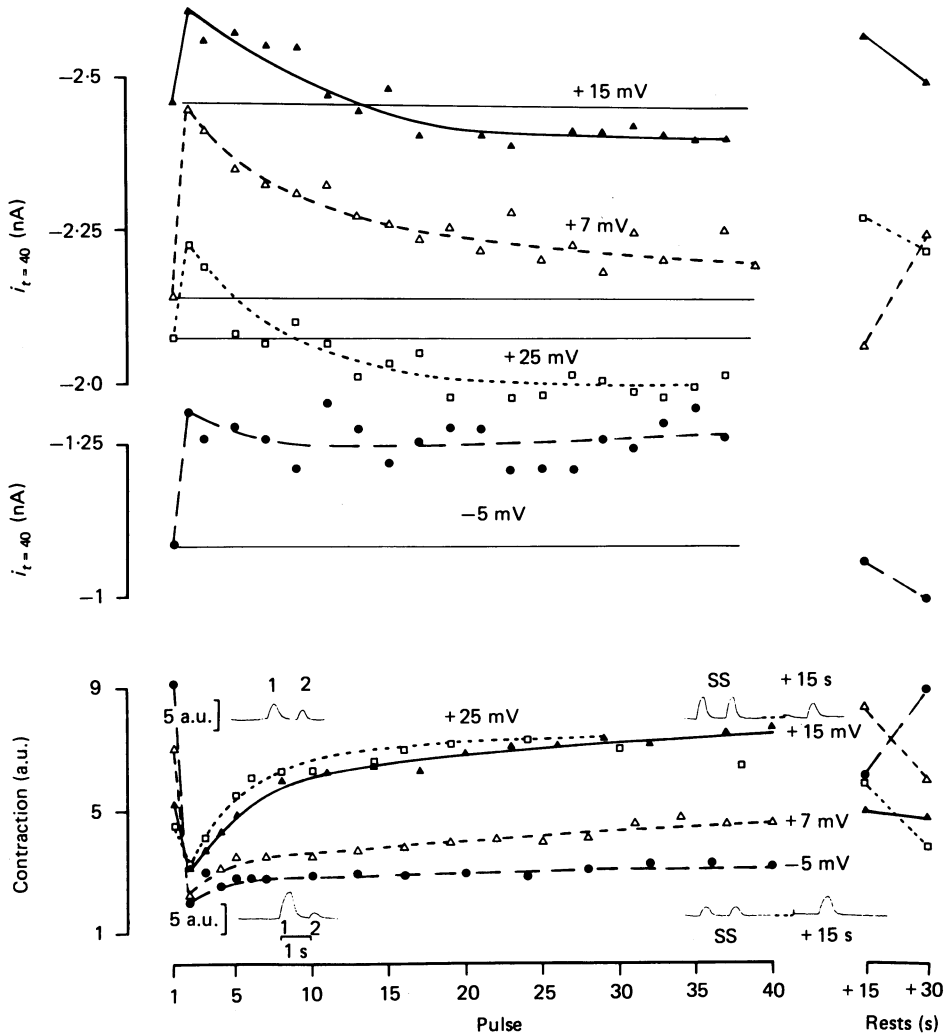 −2·5
−2·25
−2·0
i t = 40 (nA)
+ 15 mV
+7 mV
+25 mV
−1·25
−1
i t = 40 (nA)
−5 mV
9
5
1
Contraction (a.u.)
1 2
5 a.u.
+25 mV
SS + 15 s
+ 15 mV
+7 mV
−5 mV
5 a.u.
1 2
1 s
SS + 15 s
1 5 10 15 20 25 30 35 40
Pulse
+ 15 + 30
Rests (s)